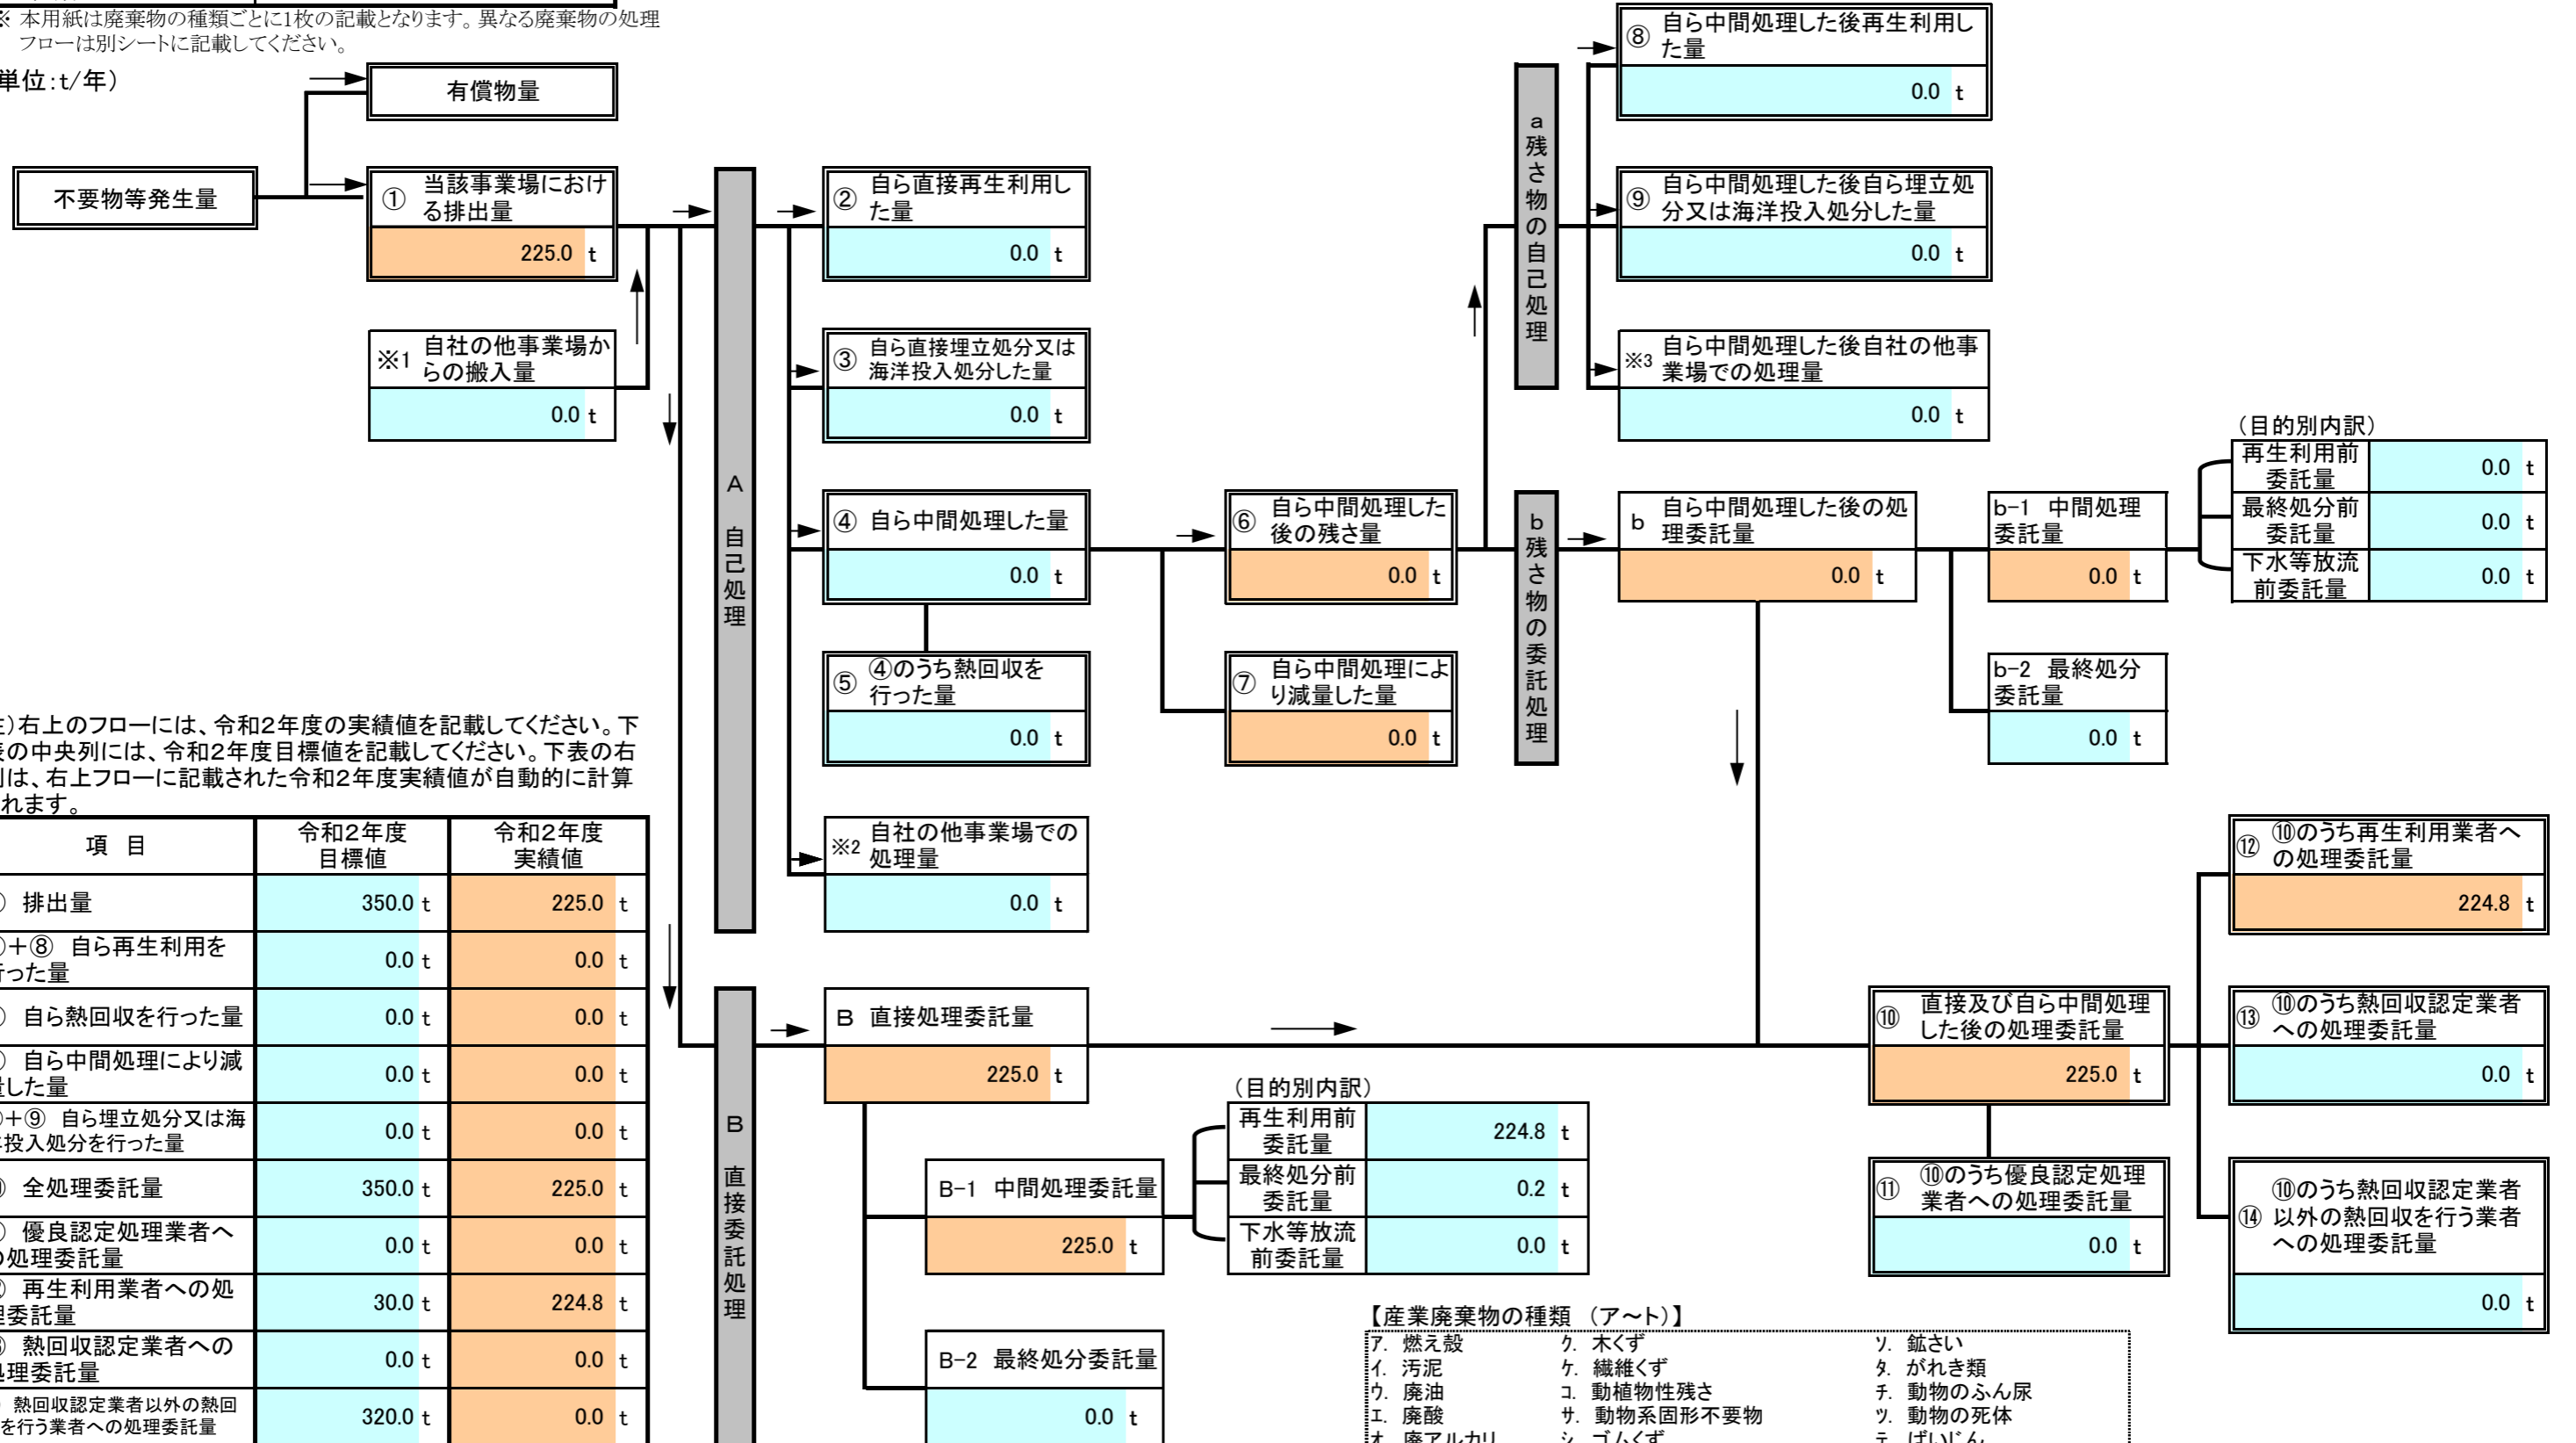 ※ 本用紙は廃棄物の種類ごとに1枚の記載となります。異なる廃棄物の処理
フローは別シートに記載してください。
単位:t/年)
有償物量
不要物等発生量
① 当該事業場におけ
る排出量
225.0 t
※1 自社の他事業場か
らの搬入量
0.0 t
A 自己処理
② 自ら直接再生利用し
た量
0.0 t
③ 自ら直接埋立処分又は
海洋投入処分した量
0.0 t
④ 自ら中間処理した量
0.0 t
⑤ ④のうち熱回収を
行った量
0.0 t
※2 自社の他事業場での
処理量
0.0 t
⑥ 自ら中間処理した
後の残さ量
0.0 t
⑦ 自ら中間処理によ
り減量した量
0.0 t
a残さ物の自己処理
⑧ 自ら中間処理した後再生利用し
た量
0.0 t
⑨ 自ら中間処理した後自ら埋立処
分又は海洋投入処分した量
0.0 t
※3 自ら中間処理した後自社の他事
業場での処理量
0.0 t
b残さ物の委託処理
b 自ら中間処理した後の処
理委託量
0.0 t
b-1 中間処理
委託量
0.0 t
b-2 最終処分
委託量
0.0 t
(目的別内訳)
再生利用前
委託量
0.0 t
最終処分前
委託量
0.0 t
下水等放流
前委託量
0.0 t
)右上のフローには、令和2年度の実績値を記載してください。下
の中央列には、令和2年度目標値を記載してください。下表の右
は、右上フローに記載された令和2年度実績値が自動的に計算
れます。
項 目 令和2年度 令和2年度
目標値 実績値
排出量 350.0 t 225.0 t
+⑧ 自ら再生利用を
った量 0.0 t 0.0 t
自ら熱回収を行った量 0.0 t 0.0 t
自ら中間処理により減
した量 0.0 t 0.0 t
+⑨ 自ら埋立処分又は海
投入処分を行った量 0.0 t 0.0 t
全処理委託量 350.0 t 225.0 t
優良認定処理業者へ
処理委託量 0.0 t 0.0 t
再生利用業者への処
委託量 30.0 t 224.8 t
熱回収認定業者への
理委託量 0.0 t 0.0 t
熱回収認定業者以外の熱回
を行う業者への処理委託量 320.0 t 0.0 t
B 直接委託処理
B 直接処理委託量
225.0 t
B-1 中間処理委託量
225.0 t
B-2 最終処分委託量
0.0 t
(目的別内訳)
再生利用前
委託量
224.8 t
最終処分前
委託量
0.2 t
下水等放流
前委託量
0.0 t
⑩ 直接及び自ら中間処理
した後の処理委託量
225.0 t
⑪ ⑩のうち優良認定処理
業者への処理委託量
0.0 t
⑫ ⑩のうち再生利用業者へ
の処理委託量
224.8 t
⑬ ⑩のうち熱回収認定業者
への処理委託量
0.0 t
⑩のうち熱回収認定業者
⑭ 以外の熱回収を行う業者
への処理委託量
0.0 t
【産業廃棄物の種類 (ア~ト)】
ア. 燃え殻 ク. 木くず ソ. 鉱さい
イ. 汚泥 ケ. 繊維くず タ. がれき類
ウ. 廃油 コ. 動植物性残さ チ. 動物のふん尿
エ. 廃酸 サ. 動物系固形不要物 ツ. 動物の死体
オ. 廃アルカリ シ. ゴムくず テ. ばいじん